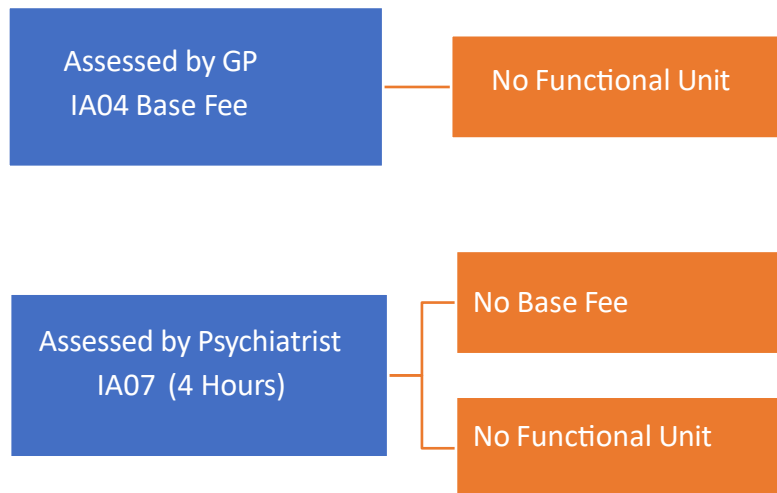 Assessed by GP
IA04 Base Fee
No Functional Unit
Assessed by Psychiatrist
IA07 (4 Hours)
No Base Fee
No Functional Unit